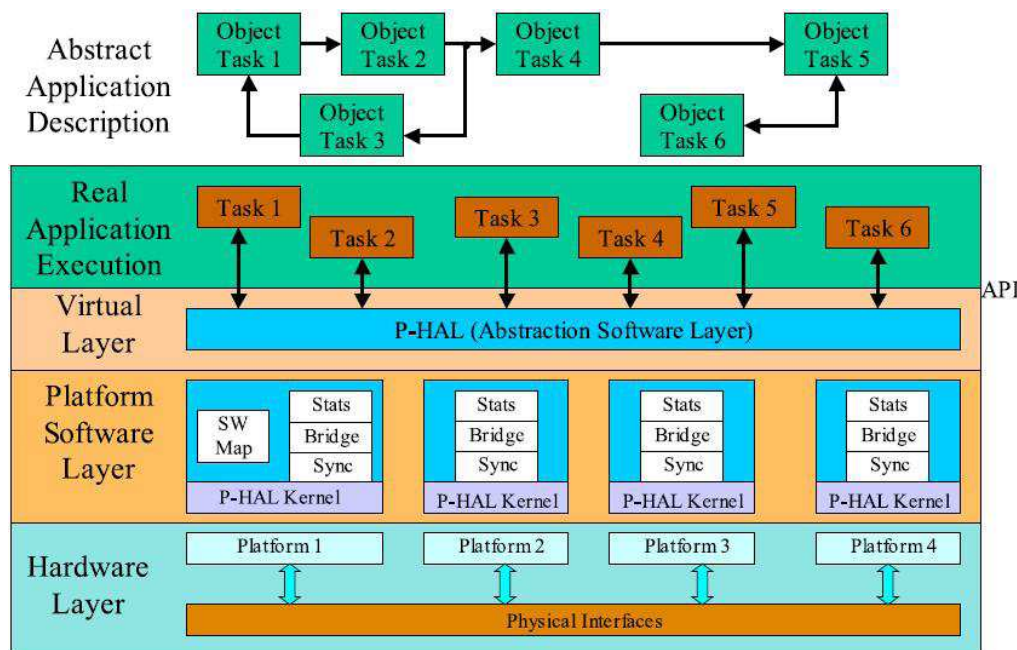 Abstract
Application
Description
Object
Task 1
Object
Task 2
Object
Task 4
Object
Task 5
Object
Task 3
Object
Task 6
Real
Application
Execution
Task 1
Task 2
Task 3
Task 4
Task 5
Task 6
API
Virtual
Layer
P-HAL (Abstraction Software Layer)
Platform
Software
Layer
SW
Map
Stats
Bridge
Sync
P-HAL Kernel
Stats
Bridge
Sync
P-HAL Kernel
Stats
Bridge
Sync
P-HAL Kernel
Stats
Bridge
Sync
P-HAL Kernel
Hardware
Layer
Platform 1
Platform 2
Platform 3
Platform 4
Physical Interfaces